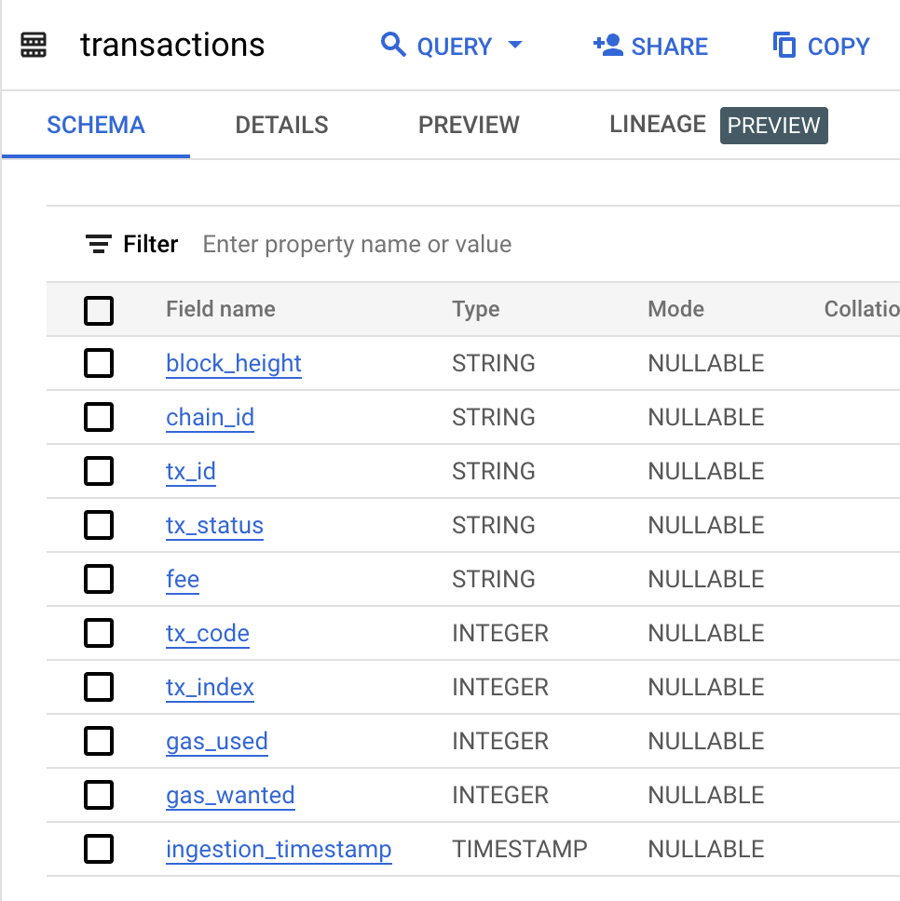 transactions QUERY SHARE COPY
SCHEMA DETAILS PREVIEW LINEAGE PREVIEW
Filter Enter property name or value
Field name Type Mode Collatio
block_height STRING NULLABLE
chain_id STRING NULLABLE
tx_id STRING NULLABLE
tx_status STRING NULLABLE
fee STRING NULLABLE
tx_code INTEGER NULLABLE
tx_index INTEGER NULLABLE
gas_used INTEGER NULLABLE
gas_wanted INTEGER NULLABLE
ingestion_timestamp TIMESTAMP NULLABLE